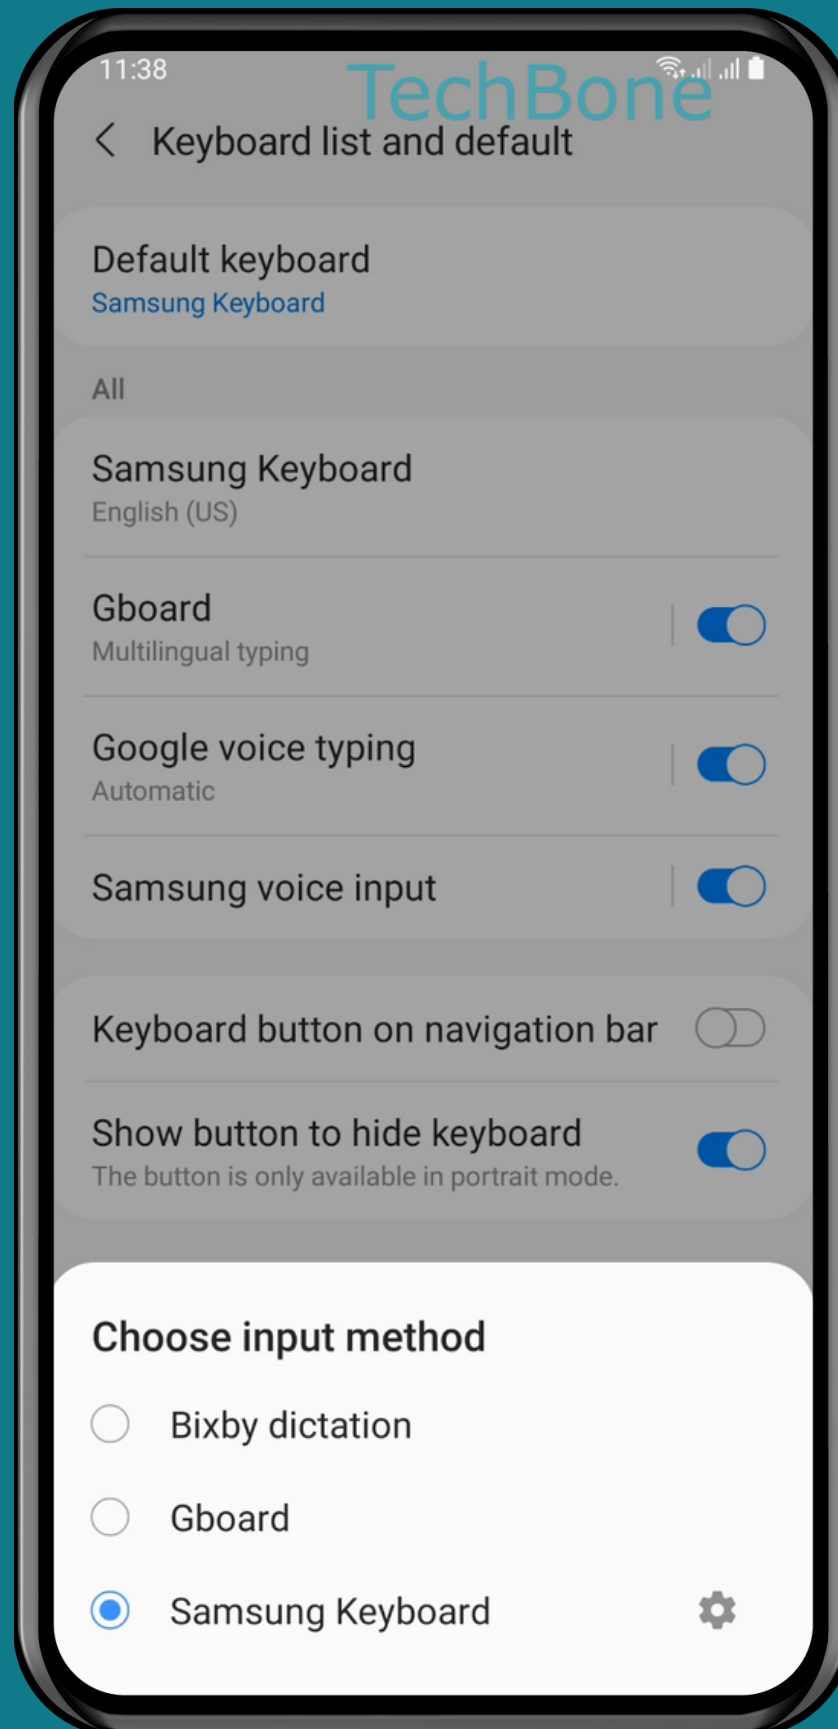 11:38
TechBone
Keyboard list and default
Default keyboard
Samsung Keyboard
All
Samsung Keyboard
English (US)
Gboard
Multilingual typing
Google voice typing
Automatic
Samsung voice input
Keyboard button on navigation bar
Show button to hide keyboard
The button is only available in portrait mode.
Choose input method
Bixby dictation
Gboard
Samsung Keyboard